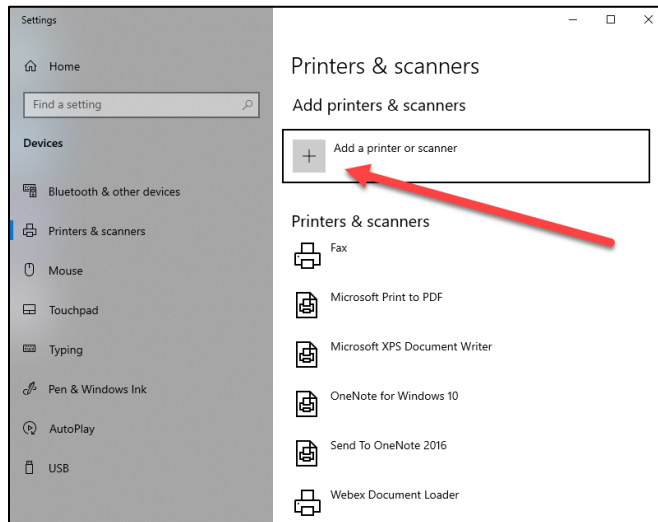 Settings
Home
Find a setting
Devices
Bluetooth & other devices
Printers & scanners
Mouse
Touchpad
Typing
Pen & Windows Ink
AutoPlay
USB
Printers & scanners
Add printers & scanners
Add a printer or scanner
Printers & scanners
Fax
Microsoft Print to PDF
Microsoft XPS Document Writer
OneNote for Windows 10
Send To OneNote 2016
Webex Document Loader